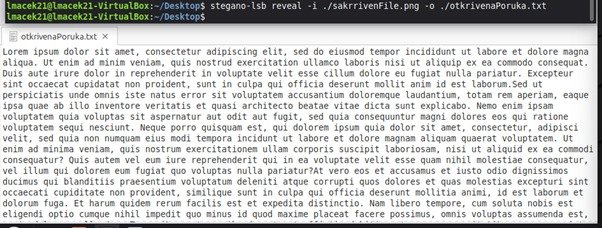 lmacek21@lmacek21-VirtualBox:~/Desktop$ stegano-lsb reveal -i ./sakrrivenFile.png -o ./otkrivenaPoruka.txt
lmacek21@lmacek21-VirtualBox:~/Desktop$
otkrivenaPoruka.txt ×
Lorem ipsum dolor sit amet, consectetur adipiscing elit, sed do eiusmod tempor incididunt ut labore et dolore magna
aliqua. Ut enim ad minim veniam, quis nostrud exercitation ullamco laboris nisi ut aliquip ex ea commodo consequat.
Duis aute irure dolor in reprehenderit in voluptate velit esse cillum dolore eu fugiat nulla pariatur. Excepteur
sint occaecat cupidatat non proident, sunt in culpa qui officia deserunt mollit anim id est laborum.Sed ut
perspiciatis unde omnis iste natus error sit voluptatem accusantium doloremque laudantium, totam rem aperiam, eaque
ipsa quae ab illo inventore veritatis et quasi architecto beatae vitae dicta sunt explicabo. Nemo enim ipsam
voluptatem quia voluptas sit aspernatur aut odit aut fugit, sed quia consequuntur magni dolores eos qui ratione
voluptatem sequi nesciunt. Neque porro quisquam est, qui dolorem ipsum quia dolor sit amet, consectetur, adipisci
velit, sed quia non numquam eius modi tempora incidunt ut labore et dolore magnam aliquam quaerat voluptatem. Ut
enim ad minima veniam, quis nostrum exercitationem ullam corporis suscipit laboriosam, nisi ut aliquid ex ea commodi
consequatur? Quis autem vel eum iure reprehenderit qui in ea voluptate velit esse quam nihil molestiae consequatur,
vel illum qui dolorem eum fugiat quo voluptas nulla pariatur?At vero eos et accusamus et iusto odio dignissimos
ducimus qui blanditiis praesentium voluptatum deleniti atque corrupti quos dolores et quas molestias excepturi sint
occaecati cupiditate non provident, similique sunt in culpa qui officia deserunt mollitia animi, id est laborum et
dolorum fuga. Et harum quidem rerum facilis est et expedita distinctio. Nam libero tempore, cum soluta nobis est
eligendi optio cumque nihil impedit quo minus id quod maxime placeat facere possimus, omnis voluptas assumenda est,